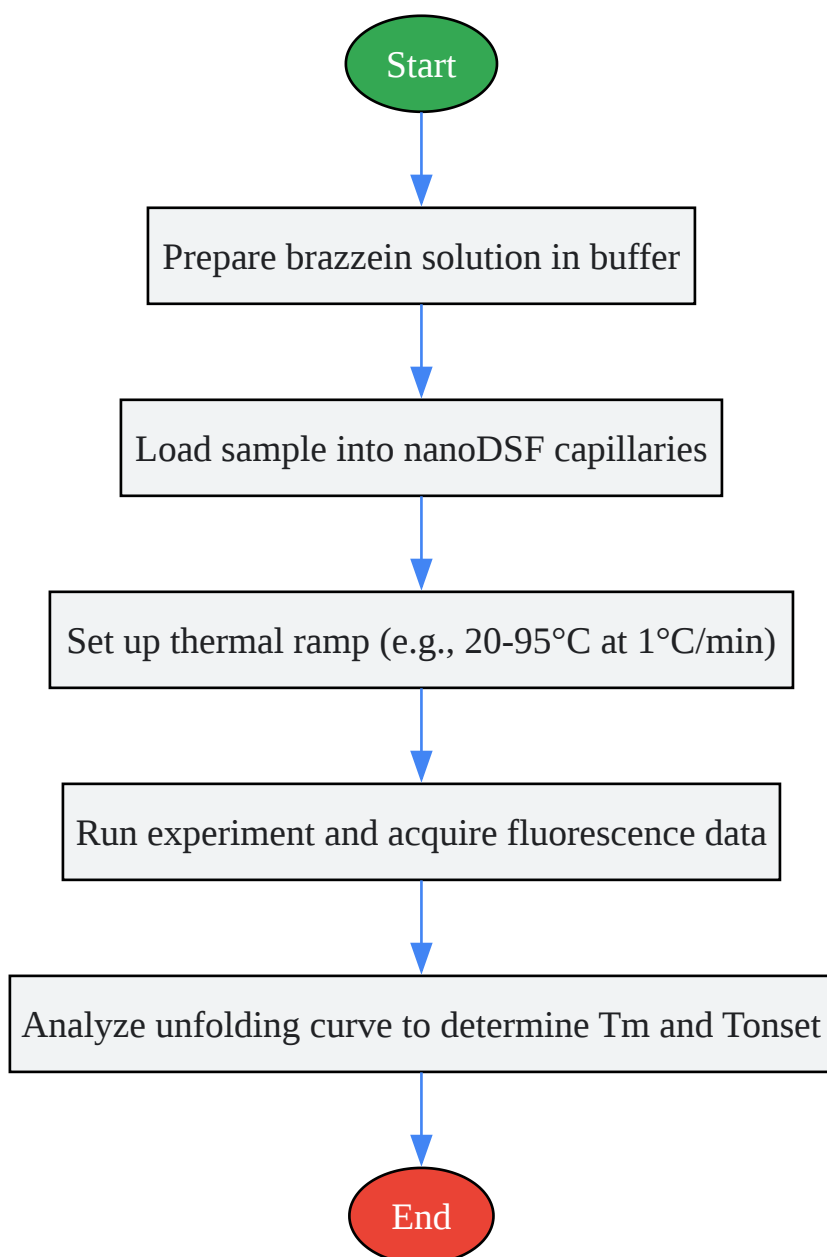 Start
Prepare brazzein solution in buffer
Load sample into nanoDSF capillaries
Set up thermal ramp (e.g., 20-95°C at 1°C/min)
Run experiment and acquire fluorescence data
Analyze unfolding curve to determine Tm and Tonset
End